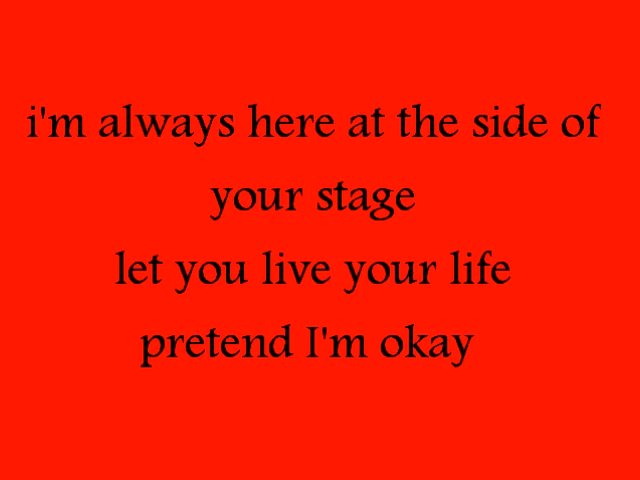 i'm always here at the side of
your stage
let you live your life
pretend I'm okay